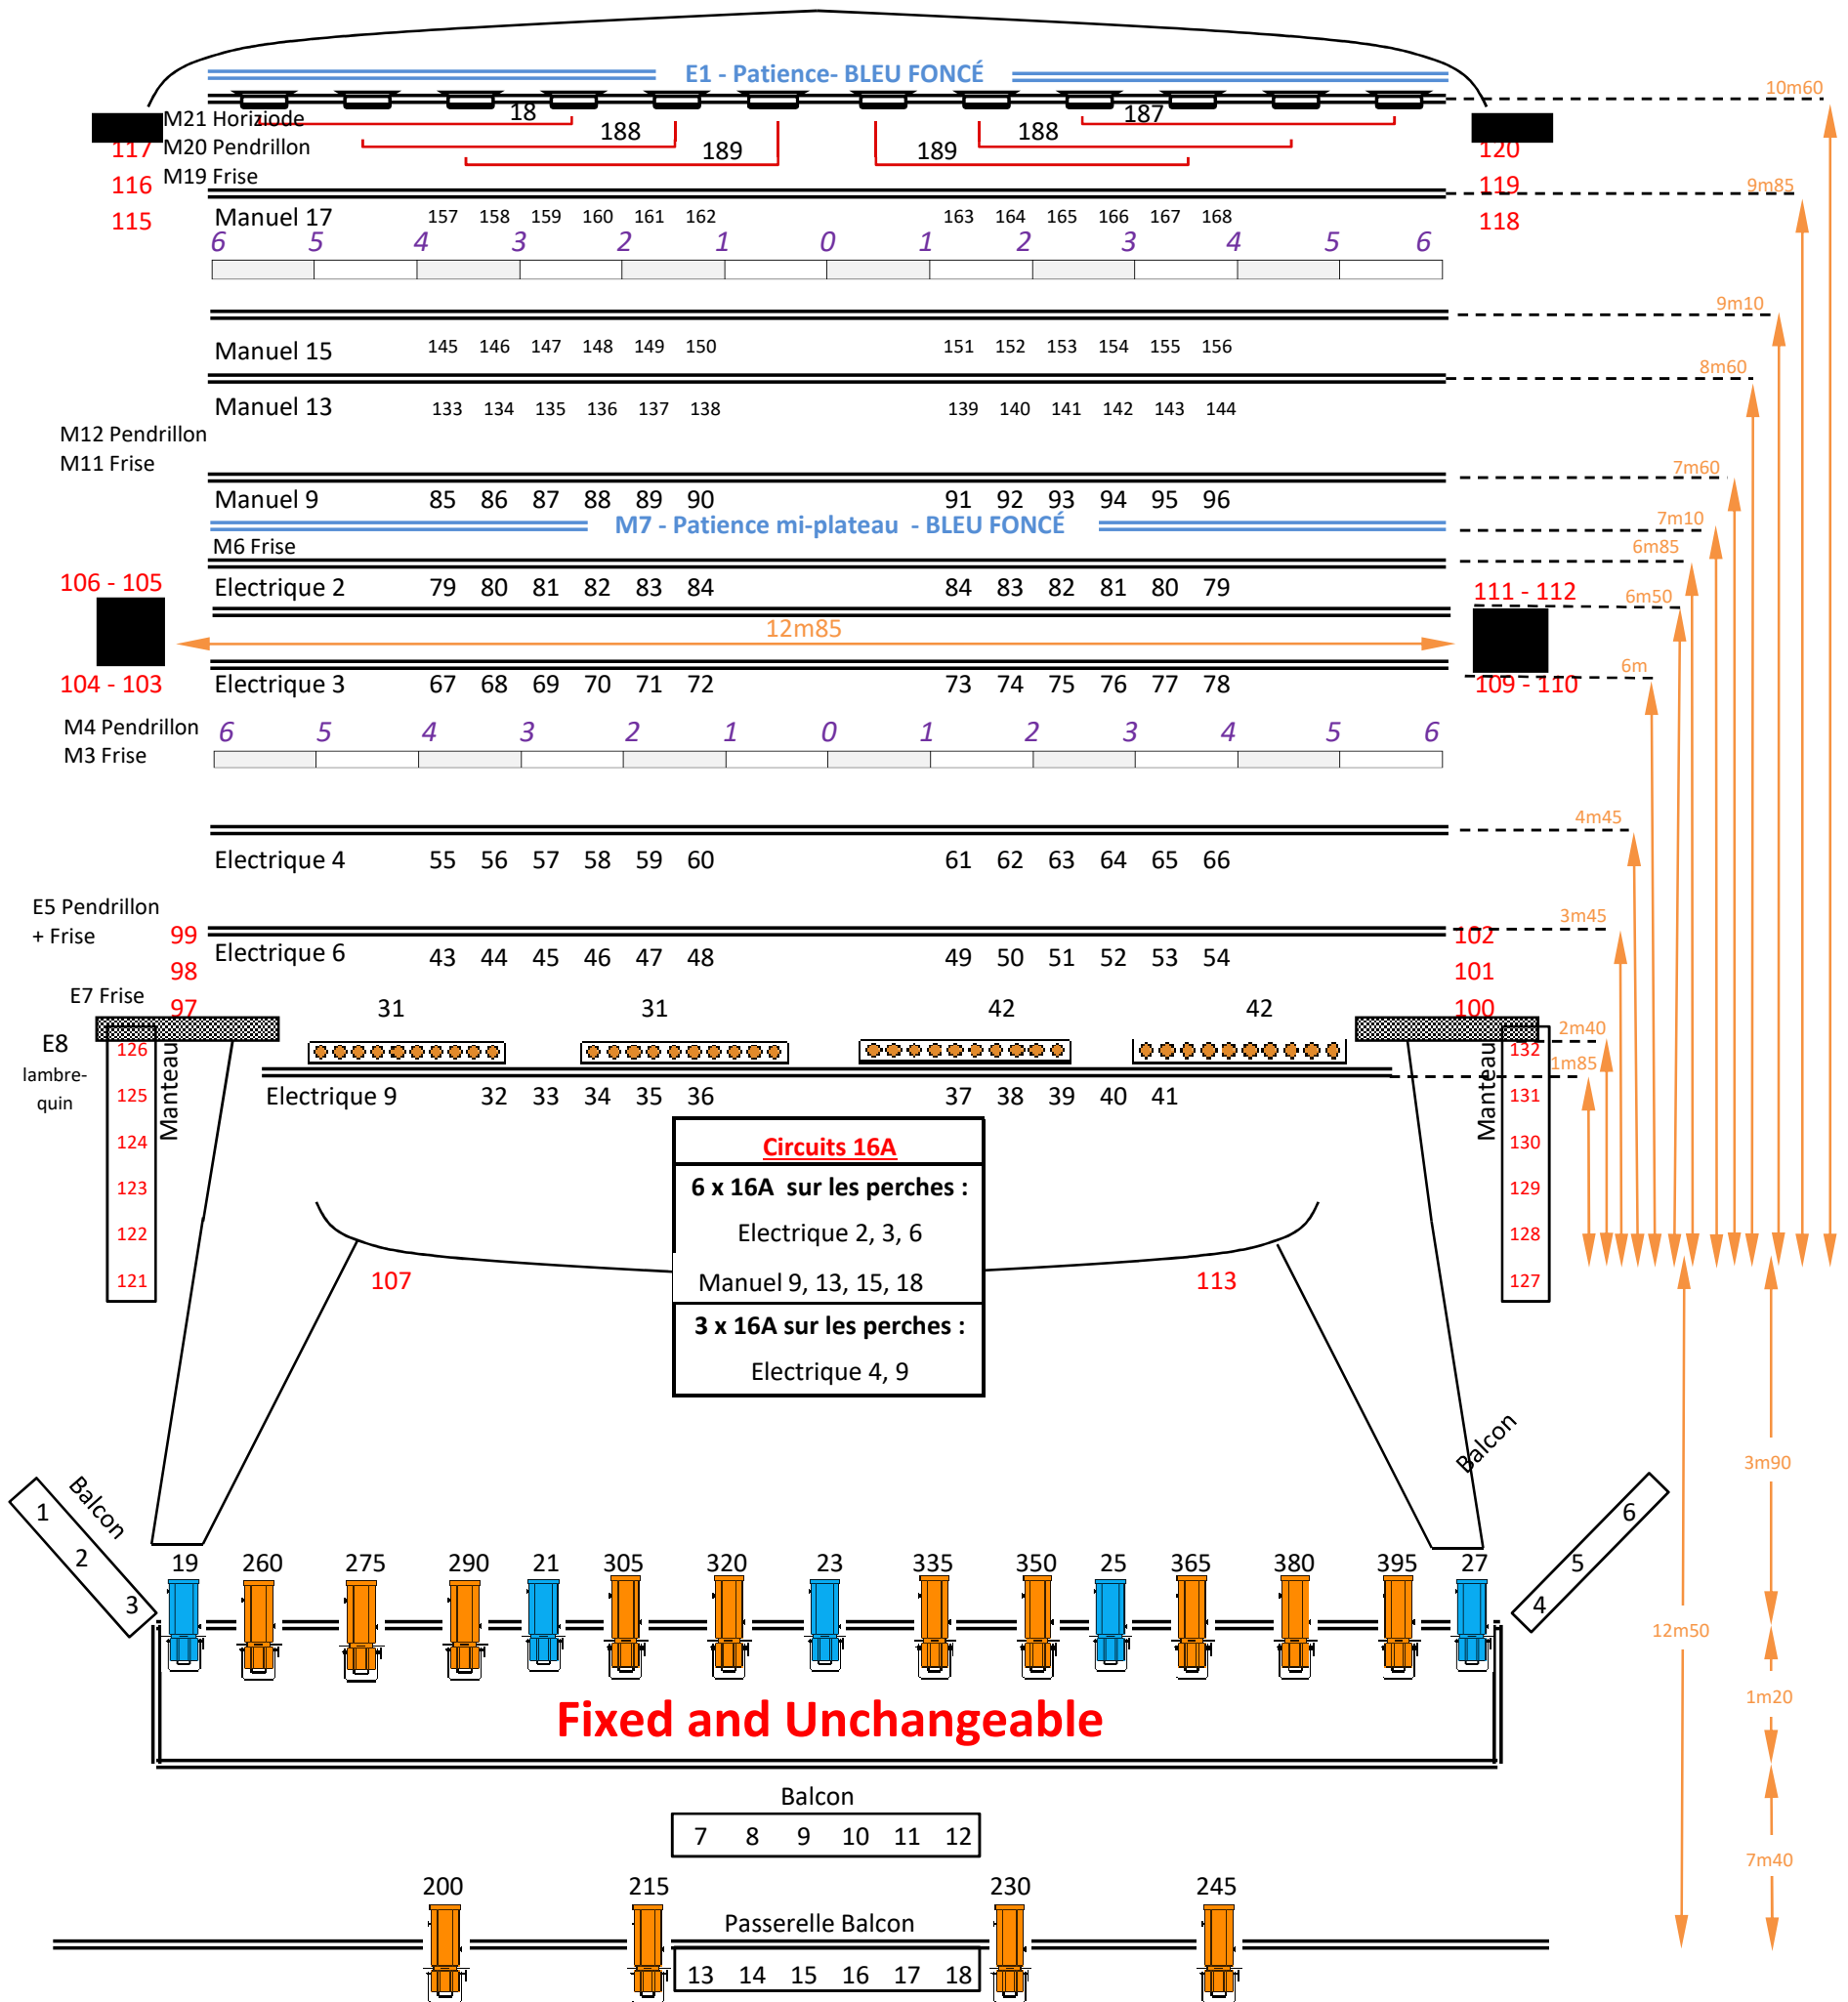 E1 - Patience- BLEU FONCÉ
10m60
M21 Horiziode
18
187
188
188
117
M20 Pendrillon
189
189
120
116
M19 Frise
119
9m85
115
Manuel 17
157 158 159 160 161 162
163 164 165 166 167 168
118
6 5 4 3 2 1 0 1 2 3 4 5 6
9m10
Manuel 15
145 146 147 148 149 150
151 152 153 154 155 156
8m60
Manuel 13
133 134 135 136 137 138
139 140 141 142 143 144
M12 Pendrillon
M11 Frise
7m60
Manuel 9
85 86 87 88 89 90
91 92 93 94 95 96
M7 - Patience mi-plateau - BLEU FONCÉ
7m10
M6 Frise
6m85
106 - 105
Electrique 2
79 80 81 82 83 84
84 83 82 81 80 79
111 - 112
6m50
12m85
6m
104 - 103
Electrique 3
67 68 69 70 71 72
73 74 75 76 77 78
109 - 110
M4 Pendrillon
M3 Frise
6 5 4 3 2 1 0 1 2 3 4 5 6
4m45
Electrique 4
55 56 57 58 59 60
61 62 63 64 65 66
E5 Pendrillon
+ Frise
3m45
99
102
Electrique 6
43 44 45 46 47 48
49 50 51 52 53 54
98
101
E7 Frise
97
31 31 42 42
100
2m40
E8
lambre-
quin
Manteau
126
125
124
123
122
121
1m85
Electrique 9
32 33 34 35 36
37 38 39 40 41
Manteau
132
131
130
129
128
127
Circuits 16A
6 x 16A sur les perches :
Electrique 2, 3, 6
Manuel 9, 13, 15, 18
3 x 16A sur les perches :
Electrique 4, 9
107
113
3m90
Balcon
1
2
3
Balcon
6
5
4
19 260 275 290 21 305 320 23 335 350 25 365 380 395 27
12m50
1m20
Fixed and Unchangeable
Balcon
7 8 9 10 11 12
7m40
200 215 230 245
Passerelle Balcon
13 14 15 16 17 18